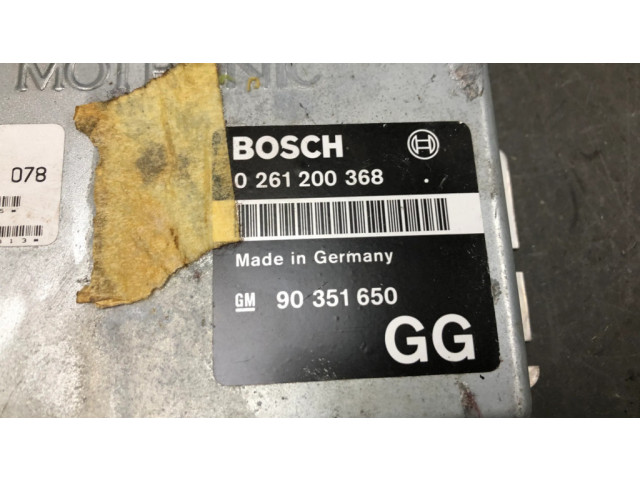 078
BOSCH
0 261 200 368
Made in Germany
GM 90 351 650
GG